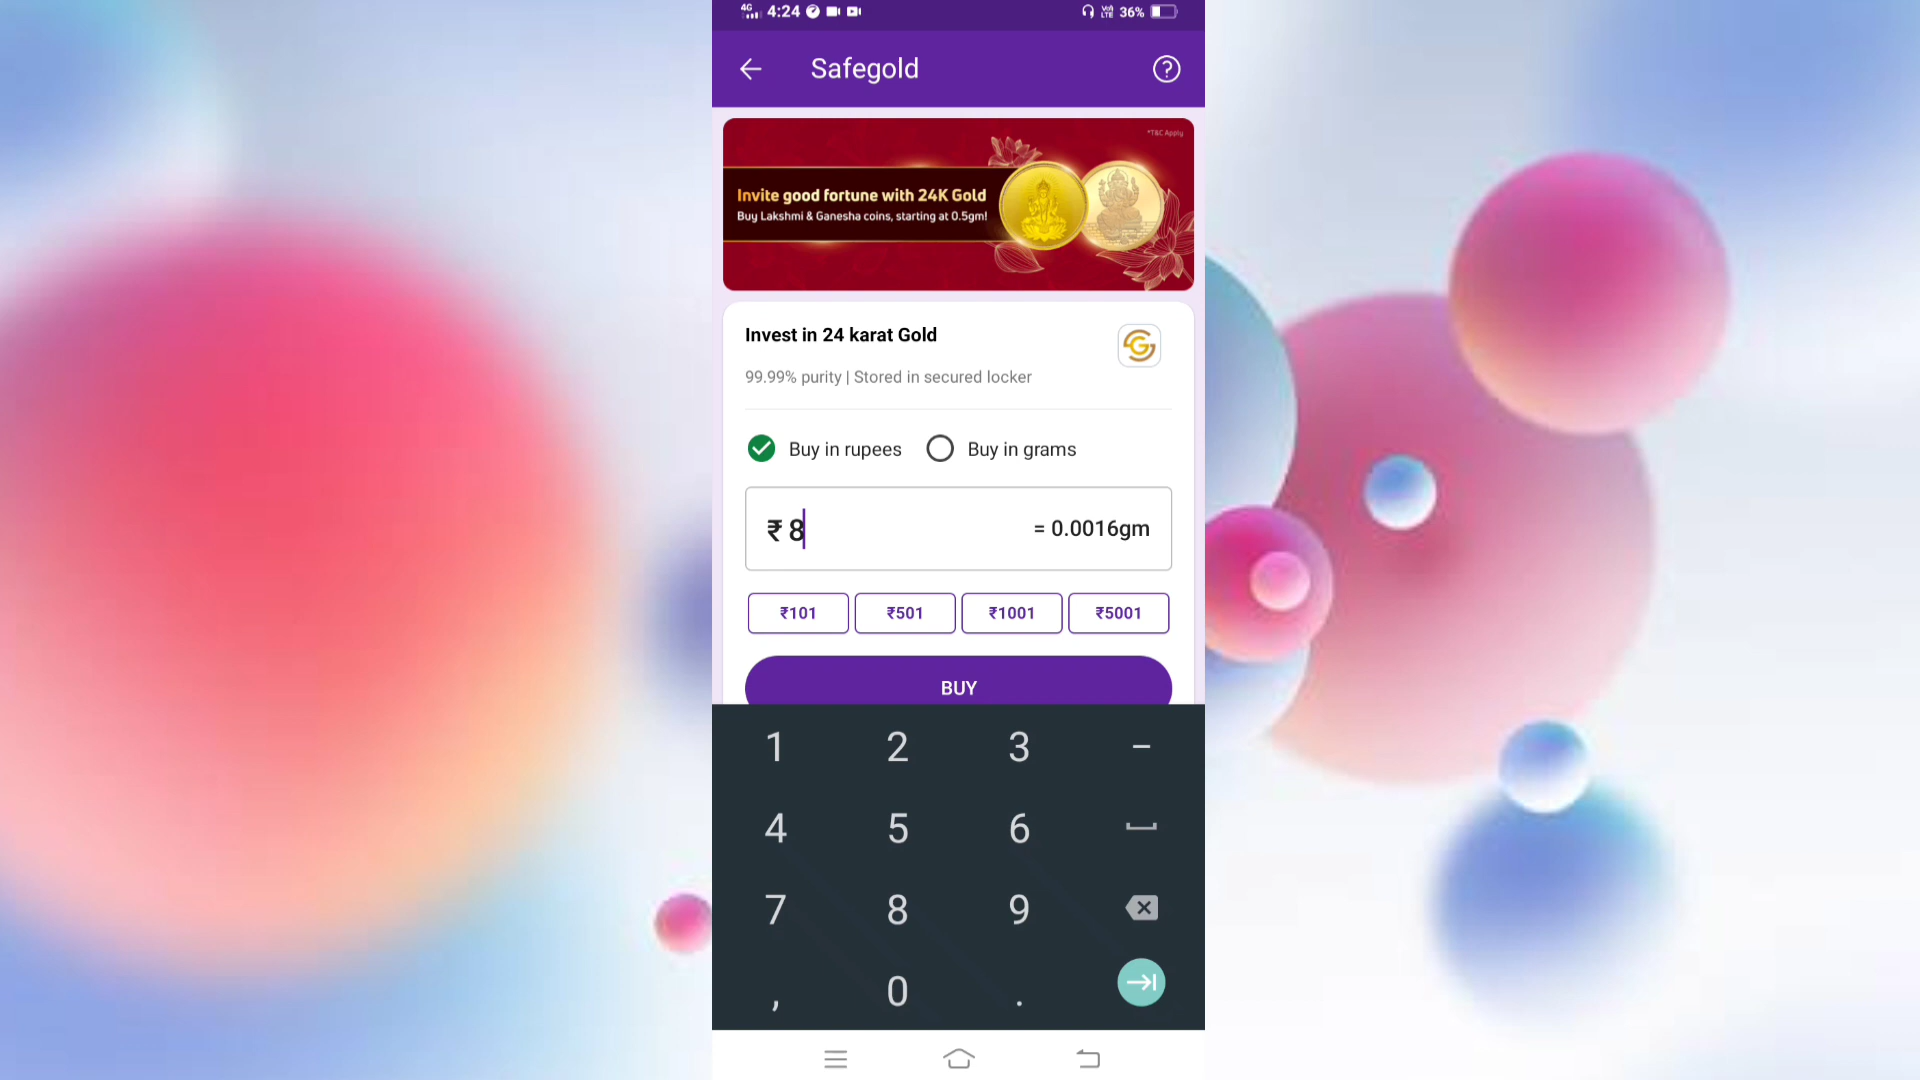 4G 4:24 VoLTE 36%
Safegold
*T&C Apply
Invite good fortune with 24K Gold
Buy Lakshmi & Ganesha coins, starting at 0.5gm!
Invest in 24 karat Gold
99.99% purity | Stored in secured locker
Buy in rupees Buy in grams
₹ 8 = 0.0016gm
₹101 ₹501 ₹1001 ₹5001
BUY
1 2 3 –
4 5 6
7 8 9
, 0 .